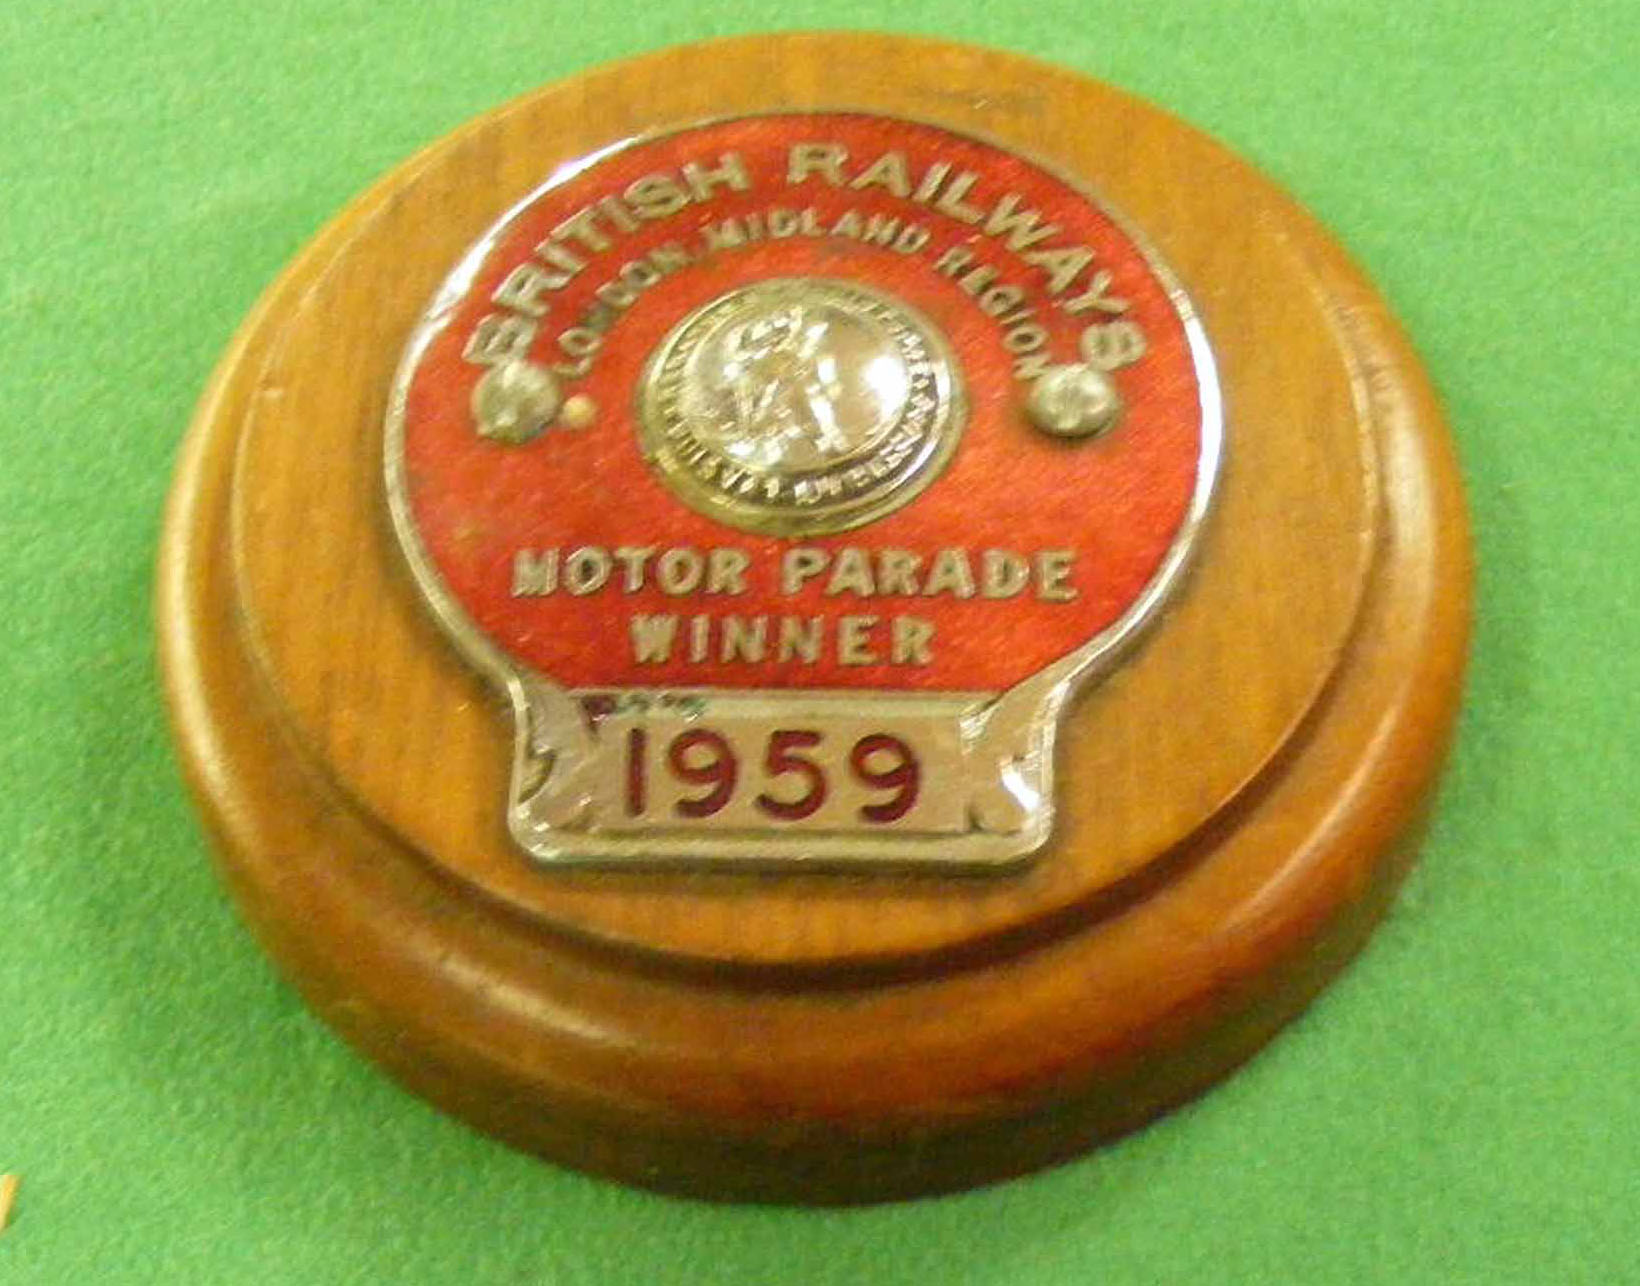 BRITISH RAILWAYS
LONDON MIDLAND REGION
MOTOR PARADE
WINNER
1959